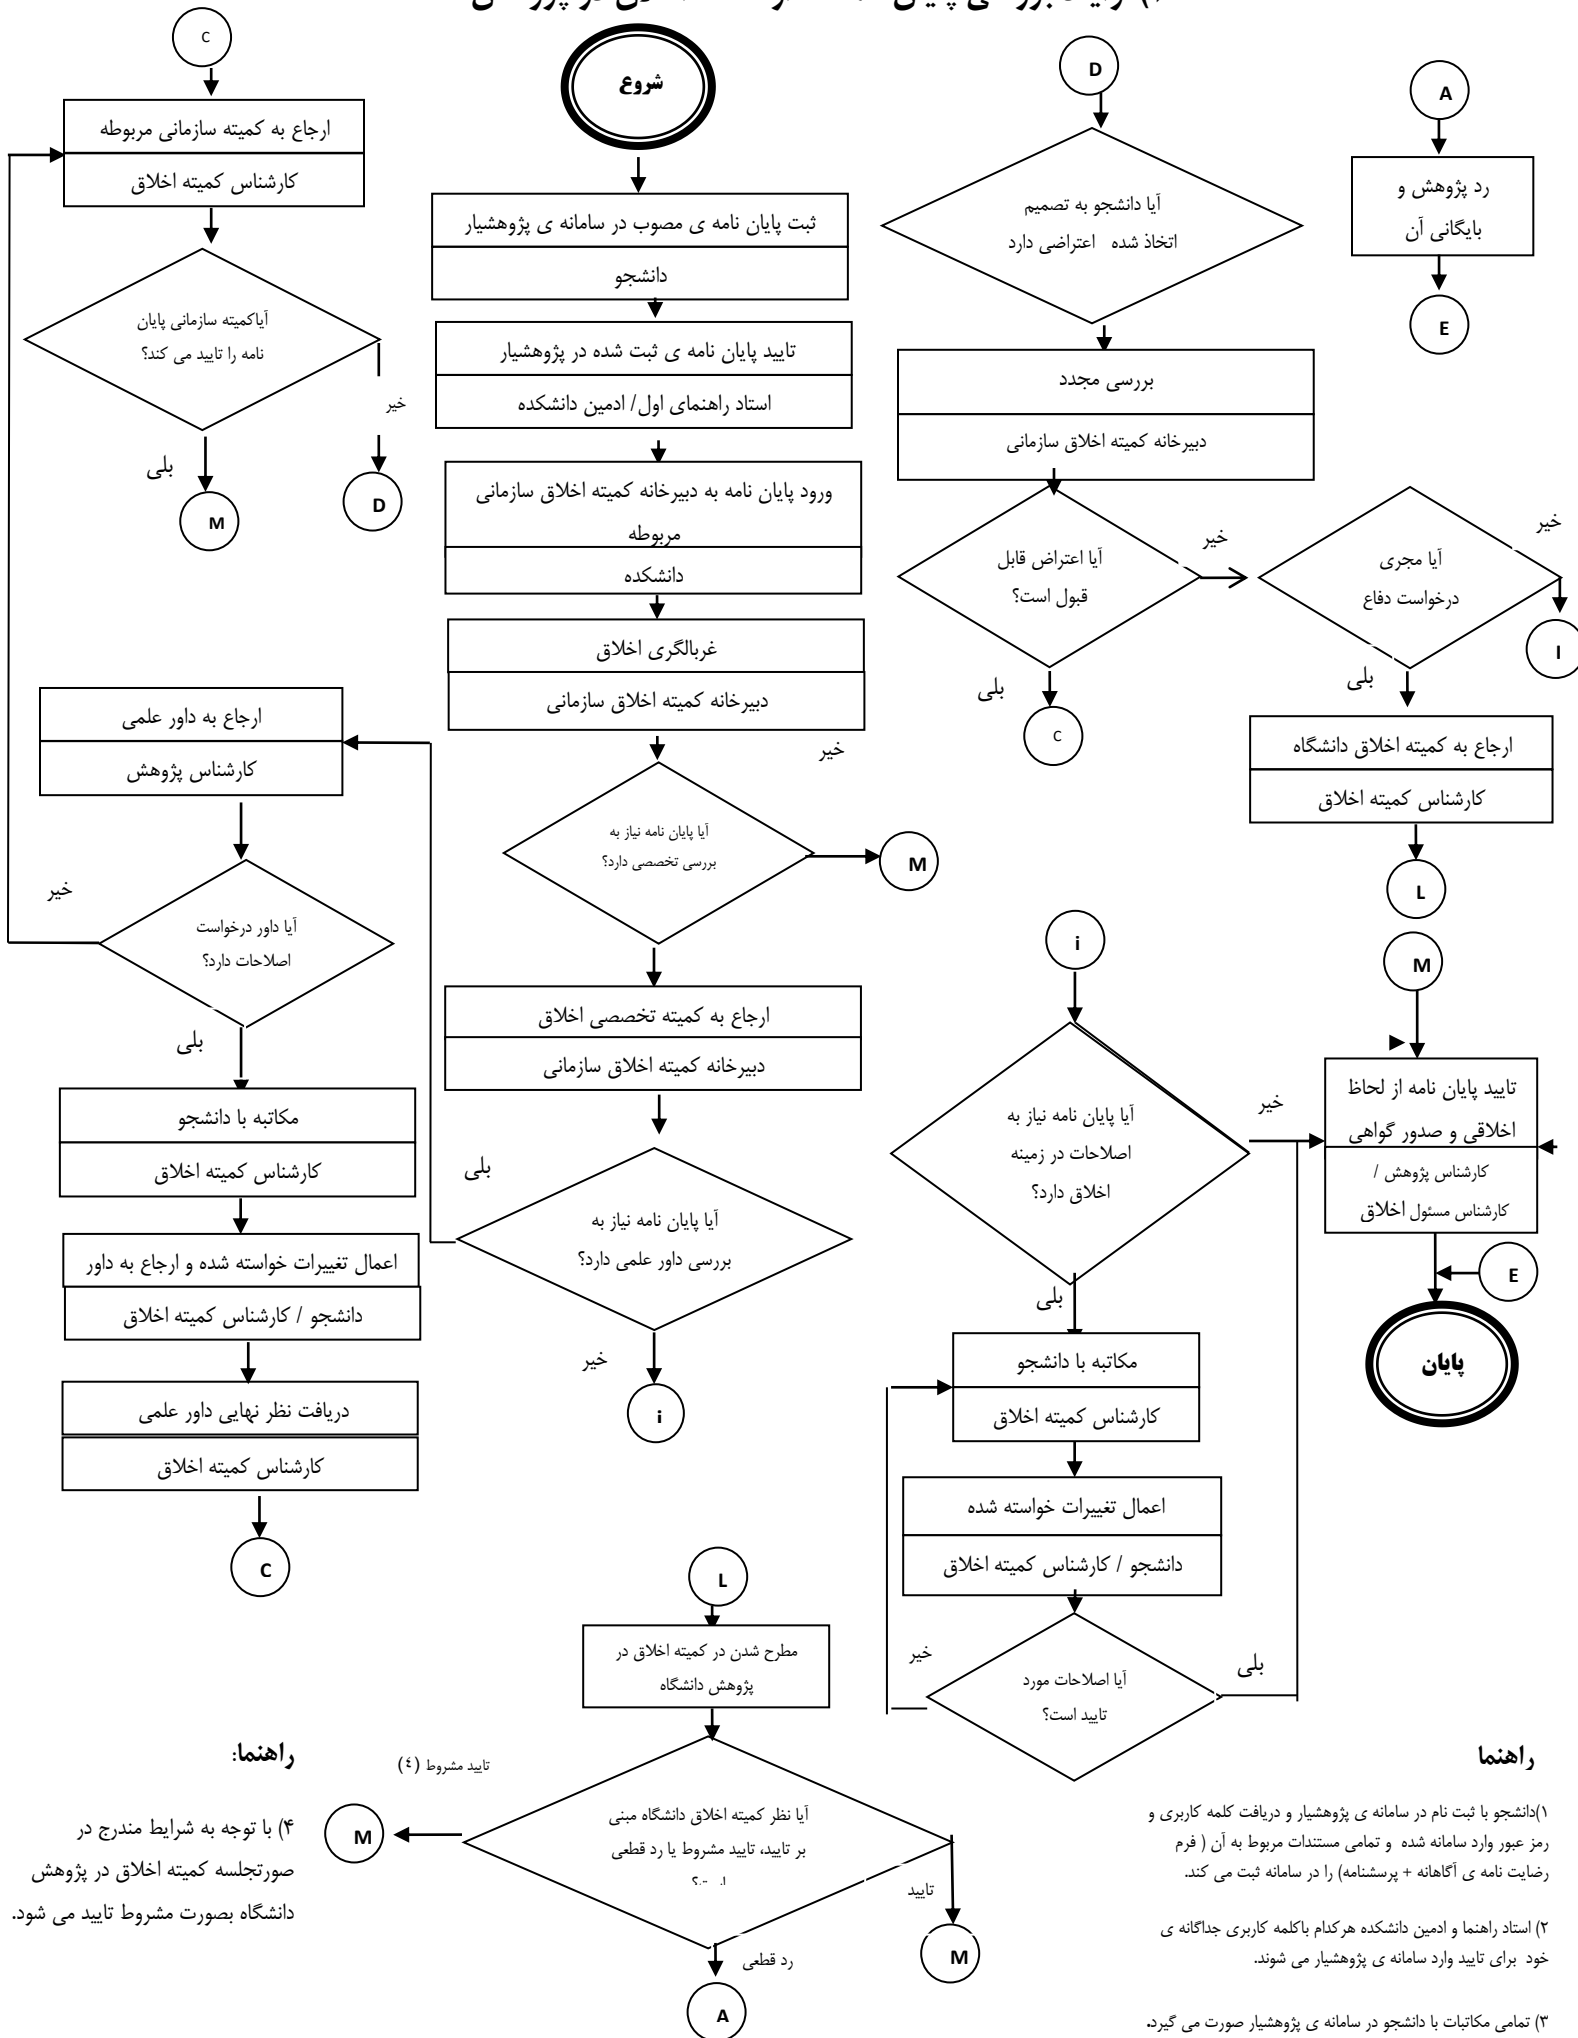 C
ارجاع به کمیته سازمانی مربوطه
کارشناس کمیته اخلاق
آیاکمیته سازمانی پایان
نامه را تایید می کند؟
خیر
بلی
M
D
ارجاع به داور علمی
کارشناس پژوهش
خیر
آیا داور درخواست
اصلاحات دارد؟
بلی
مکاتبه با دانشجو
کارشناس کمیته اخلاق
اعمال تغییرات خواسته شده و ارجاع به داور
دانشجو / کارشناس کمیته اخلاق
دریافت نظر نهایی داور علمی
کارشناس کمیته اخلاق
C
شروع
ثبت پایان نامه ی مصوب در سامانه ی پژوهشیار
دانشجو
تایید پایان نامه ی ثبت شده در پژوهشیار
استاد راهنمای اول/ ادمین دانشکده
ورود پایان نامه به دبیرخانه کمیته اخلاق سازمانی
مربوطه
دانشکده
غربالگری اخلاق
دبیرخانه کمیته اخلاق سازمانی
خیر
آیا پایان نامه نیاز به
بررسی تخصصی دارد؟
M
ارجاع به کمیته تخصصی اخلاق
دبیرخانه کمیته اخلاق سازمانی
بلی
آیا پایان نامه نیاز به
بررسی داور علمی دارد؟
خیر
i
D
آیا دانشجو به تصمیم
اتخاذ شده اعتراضی دارد
بررسی مجدد
دبیرخانه کمیته اخلاق سازمانی
آیا اعتراض قابل
قبول است؟
خیر
بلی
C
A
رد پژوهش و
بایگانی آن
E
آیا مجری
درخواست دفاع
خیر
I
بلی
ارجاع به کمیته اخلاق دانشگاه
کارشناس کمیته اخلاق
L
i
آیا پایان نامه نیاز به
اصلاحات در زمینه
اخلاق دارد؟
خیر
بلی
مکاتبه با دانشجو
کارشناس کمیته اخلاق
اعمال تغییرات خواسته شده
دانشجو / کارشناس کمیته اخلاق
خیر
آیا اصلاحات مورد
تایید است؟
بلی
M
تایید پایان نامه از لحاظ
اخلاقی و صدور گواهی
کارشناس پژوهش /
کارشناس مسئول اخلاق
E
پایان
L
مطرح شدن در کمیته اخلاق در
پژوهش دانشگاه
تایید مشروط (٤)
آیا نظر کمیته اخلاق دانشگاه مبنی
بر تایید، تایید مشروط یا رد قطعی
M
تایید
M
رد قطعی
A
راهنما:
۴) با توجه به شرایط مندرج در
صورتجلسه کمیته اخلاق در پژوهش
دانشگاه بصورت مشروط تایید می شود.
راهنما
۱)دانشجو با ثبت نام در سامانه ی پژوهشیار و دریافت کلمه کاربری و
رمز عبور وارد سامانه شده و تمامی مستندات مربوط به آن ( فرم
رضایت نامه ی آگاهانه + پرسشنامه) را در سامانه ثبت می کند.
۲) استاد راهنما و ادمین دانشکده هرکدام باکلمه کاربری جداگانه ی
خود برای تایید وارد سامانه ی پژوهشیار می شوند.
۳) تمامی مکاتبات با دانشجو در سامانه ی پژوهشیار صورت می گیرد.